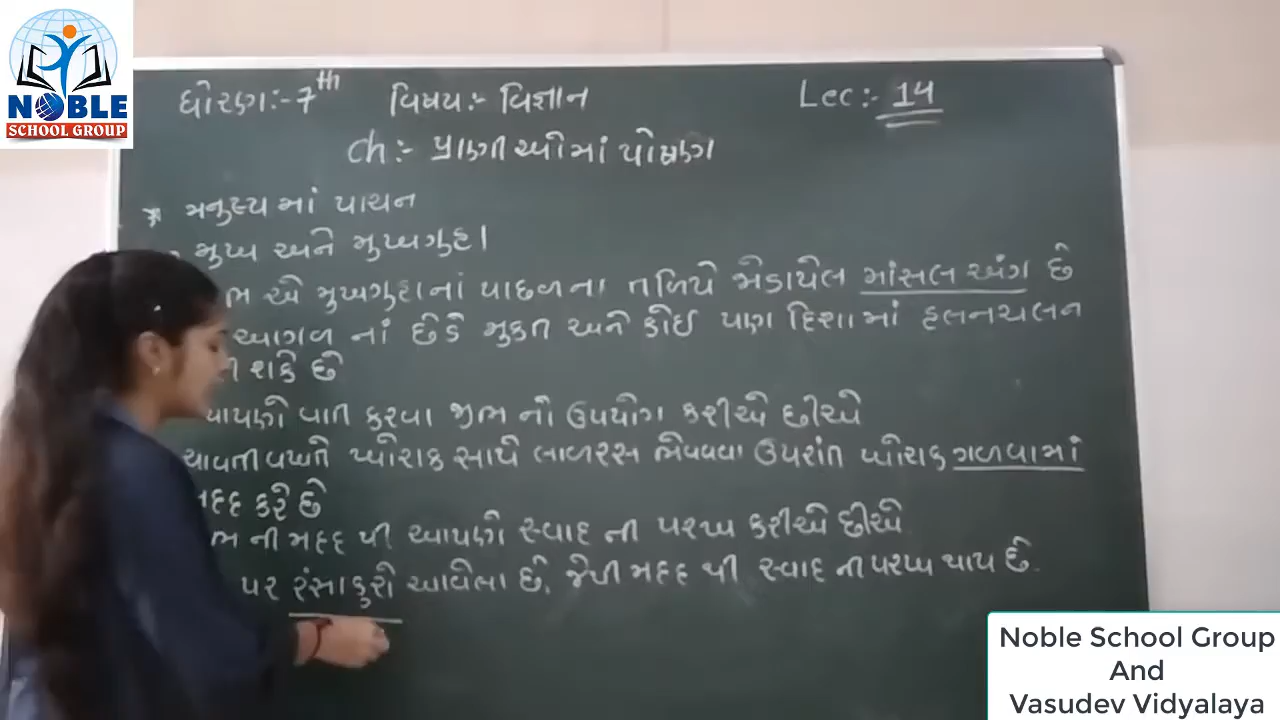 NOBLE
SCHOOL GROUP
ધોરણ:-7th વિષય:- વિજ્ઞાન Lec:- 14
ch:- પ્રાણીઓમાં પોષણ
* મનુષ્ય માં પાચન
મુખ અને મુખગુહા
ભ એ મુખગુહાનાં પાછળના તળિયે જોડાયેલ માંસલ અંગ છે
આગળ નાં છેડે મુક્ત અને કોઈ પણ દિશામાં હલનચલન
શકે છે
આપણે વાત કરવા જીભ નો ઉપયોગ કરીએ છીએ
ચાવતી વખતે ખોરાક સાથે લાળરસ ભેળવવા ઉપરાંત ખોરાક ગળવામાં
મદદ કરે છે
ભ ની મદદ થી આપણે સ્વાદ ની પરખ કરીએ છીએ
પર રસાંકુરો આવેલા છે, જેથી મદદ થી સ્વાદ ની પરખ થાય છે.
Noble School Group
And
Vasudev Vidyalaya